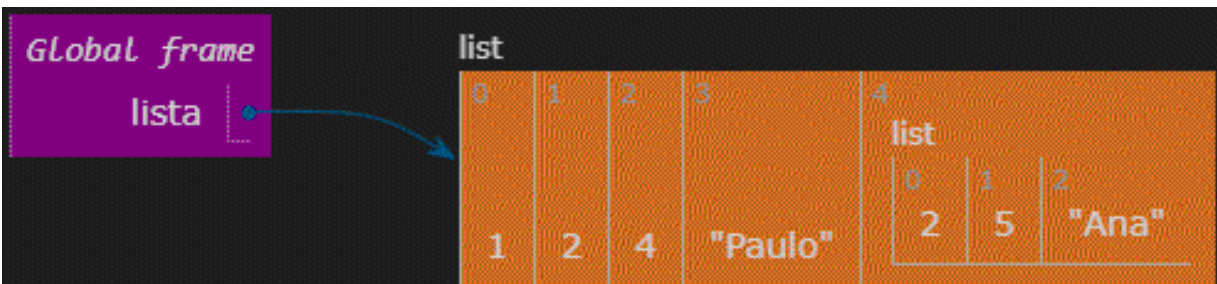 Global frame
lista
list
0 1 2 3 4
list
0 1 2
2 5 "Ana"
1 2 4 "Paulo"